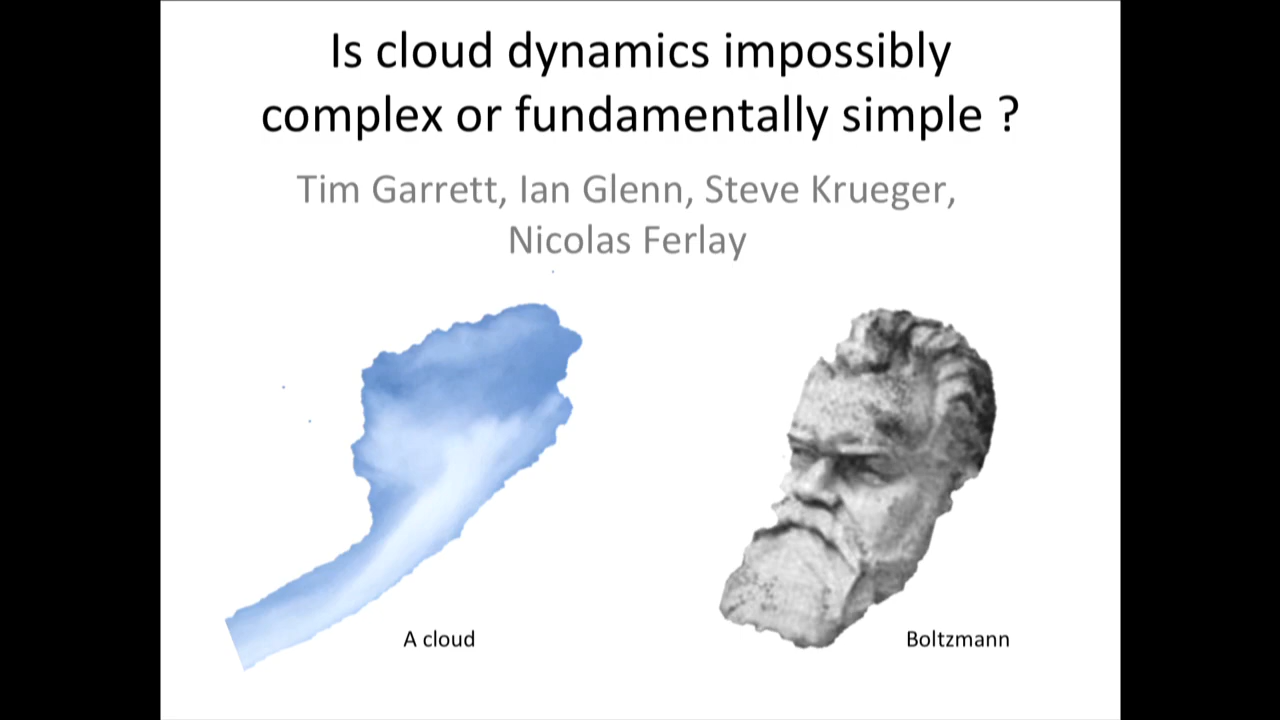 Is cloud dynamics impossibly
complex or fundamentally simple ?
Tim Garrett, Ian Glenn, Steve Krueger,
Nicolas Ferlay
A cloud
Boltzmann